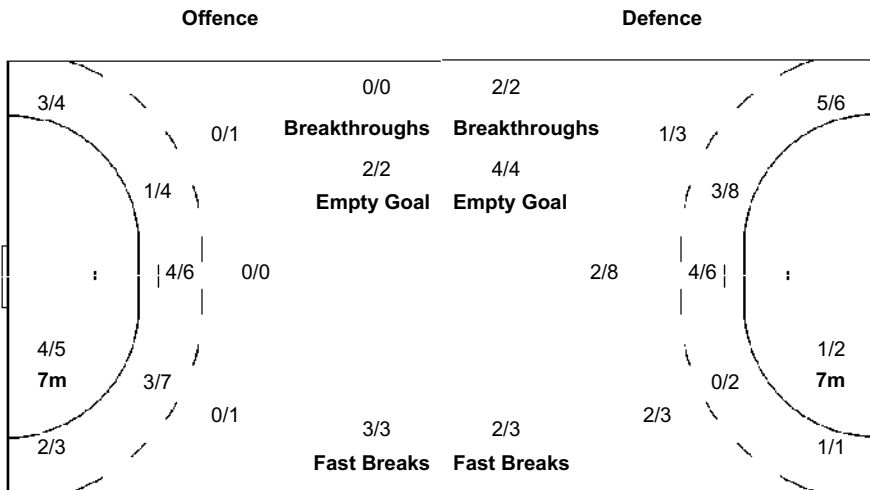 Offence Defence
0/0 2/2
3/4 5/6
0/1 Breakthroughs Breakthroughs 1/3
2/2 4/4
1/4 3/8
Empty Goal Empty Goal
4/6 0/0 2/8 4/6
4/5 1/2
7m 3/7 0/2 7m
0/1 2/3
3/3 2/3
2/3 1/1
Fast Breaks Fast Breaks